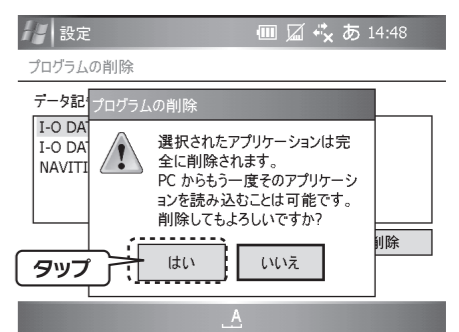 設定 あ 14:48
プログラムの削除
データ記
プログラムの削除
I-O DA
I-O DA
NAVITI
選択されたアプリケーションは完
全に削除されます。
PC からもう一度そのアプリケーシ
ョンを読み込むことは可能です。
削除してもよろしいですか?
削除
タップ
はい いいえ
A